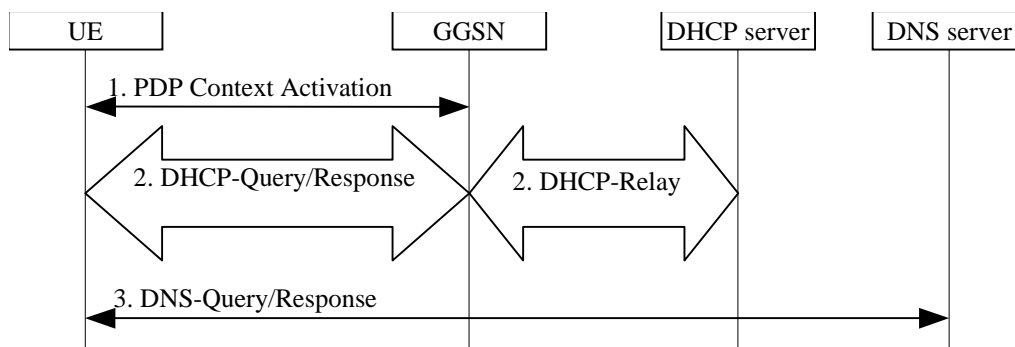 UE
GGSN
DHCP server
DNS server
1. PDP Context Activation
2. DHCP-Query/Response
2. DHCP-Relay
3. DNS-Query/Response